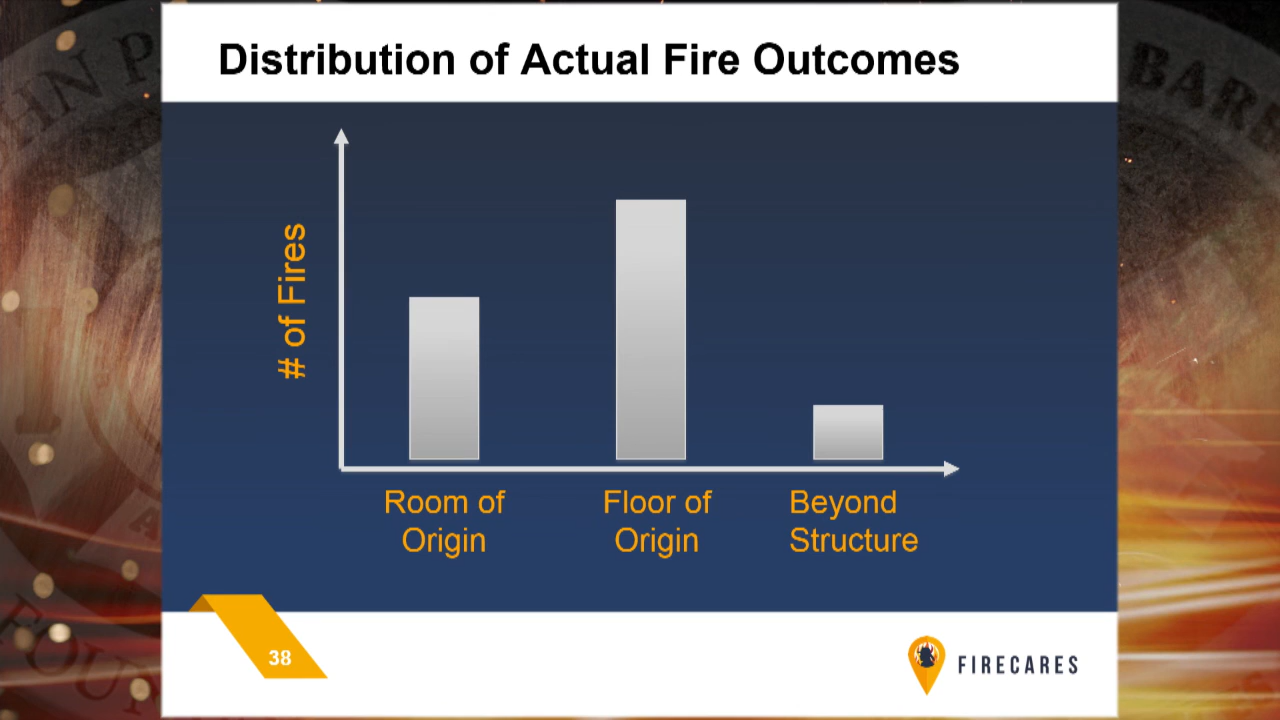 Distribution of Actual Fire Outcomes
# of Fires
Room of
Origin
Floor of
Origin
Beyond
Structure
38
FIRECARES